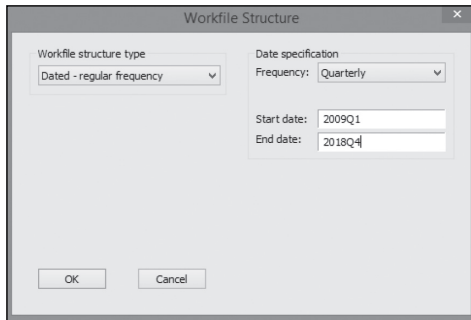 Workfile Structure
Workfile structure type
Dated - regular frequency
Date specification
Frequency: Quarterly
Start date: 2009Q1
End date: 2018Q4
OK Cancel